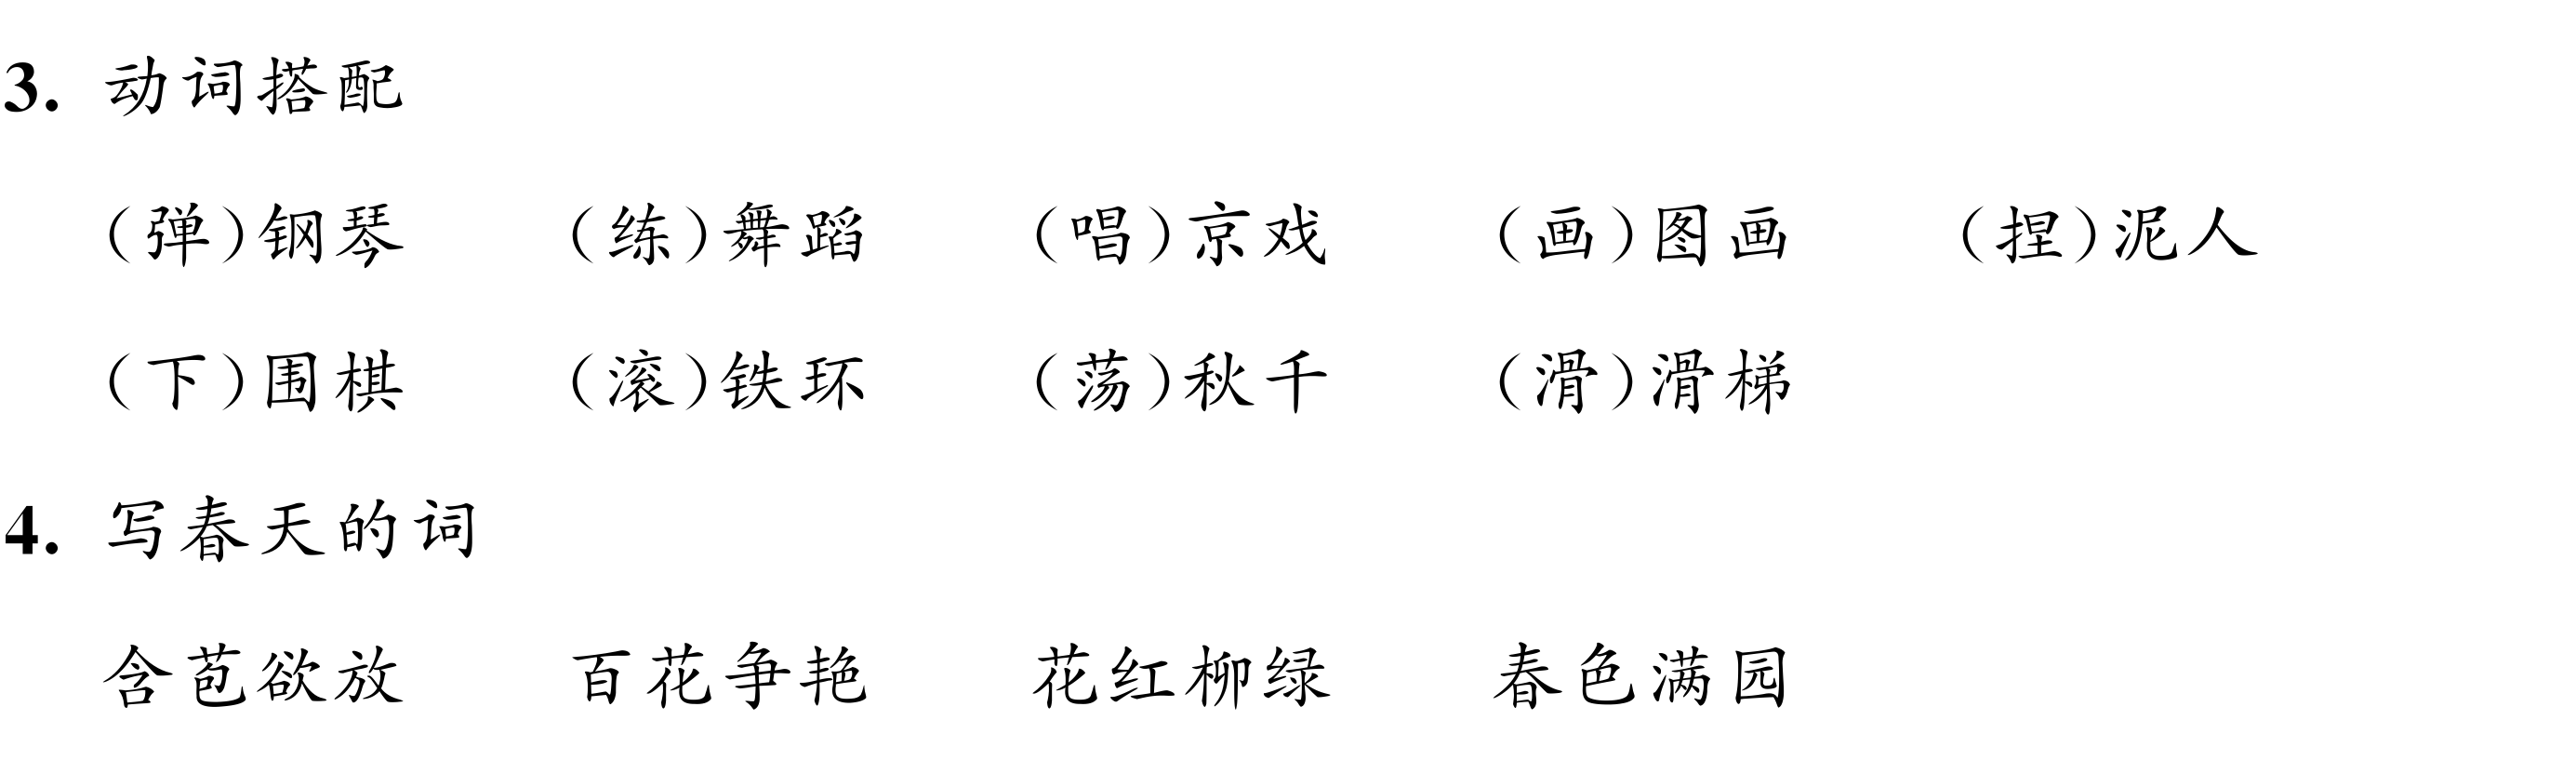 3. 动词搭配
（弹）钢琴 （练）舞蹈 （唱）京戏 （画）图画 （捏）泥人
（下）围棋 （滚）铁环 （荡）秋千 （滑）滑梯
4. 写春天的词
含苞欲放 百花争艳 花红柳绿 春色满园